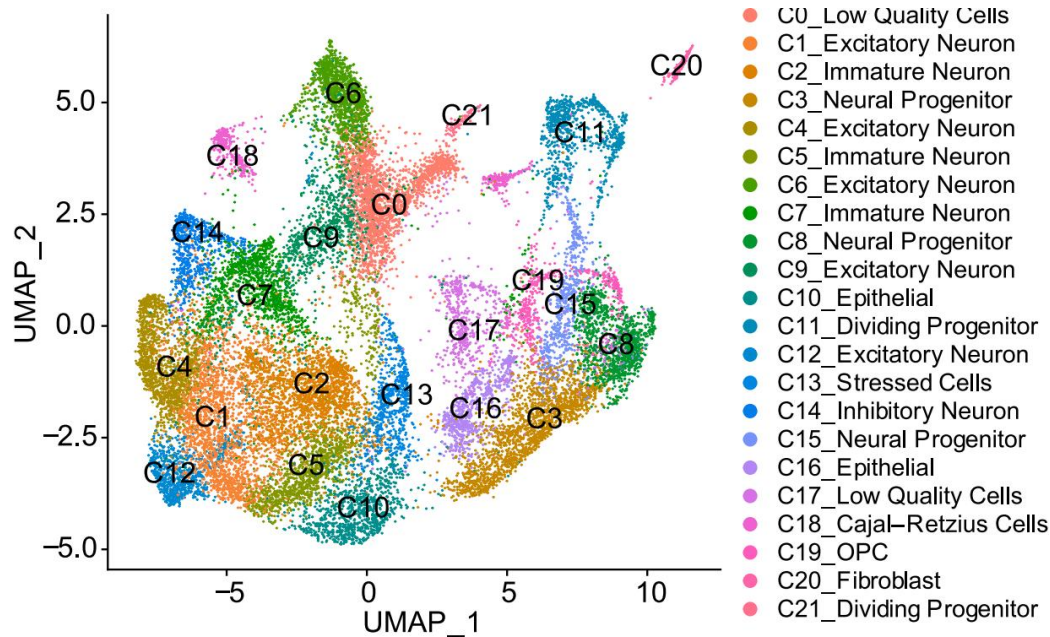 C0_Low Quality Cells
C1_Excitatory Neuron
C2_Immature Neuron
C3_Neural Progenitor
C4_Excitatory Neuron
C5_Immature Neuron
C6_Excitatory Neuron
C7_Immature Neuron
C8_Neural Progenitor
C9_Excitatory Neuron
C10_Epithelial
C11_Dividing Progenitor
C12_Excitatory Neuron
C13_Stressed Cells
C14_Inhibitory Neuron
C15_Neural Progenitor
C16_Epithelial
C17_Low Quality Cells
C18_Cajal–Retzius Cells
C19_OPC
C20_Fibroblast
C21_Dividing Progenitor
C20
C6
C21
C11
C18
C0
C14
C9
C7
C19
C15
C17
C8
C4
C2
C13
C16
C1
C3
C5
C12
C10
5.0
2.5
0.0
−2.5
−5.0
UMAP_2
−5
0
5
10
UMAP_1